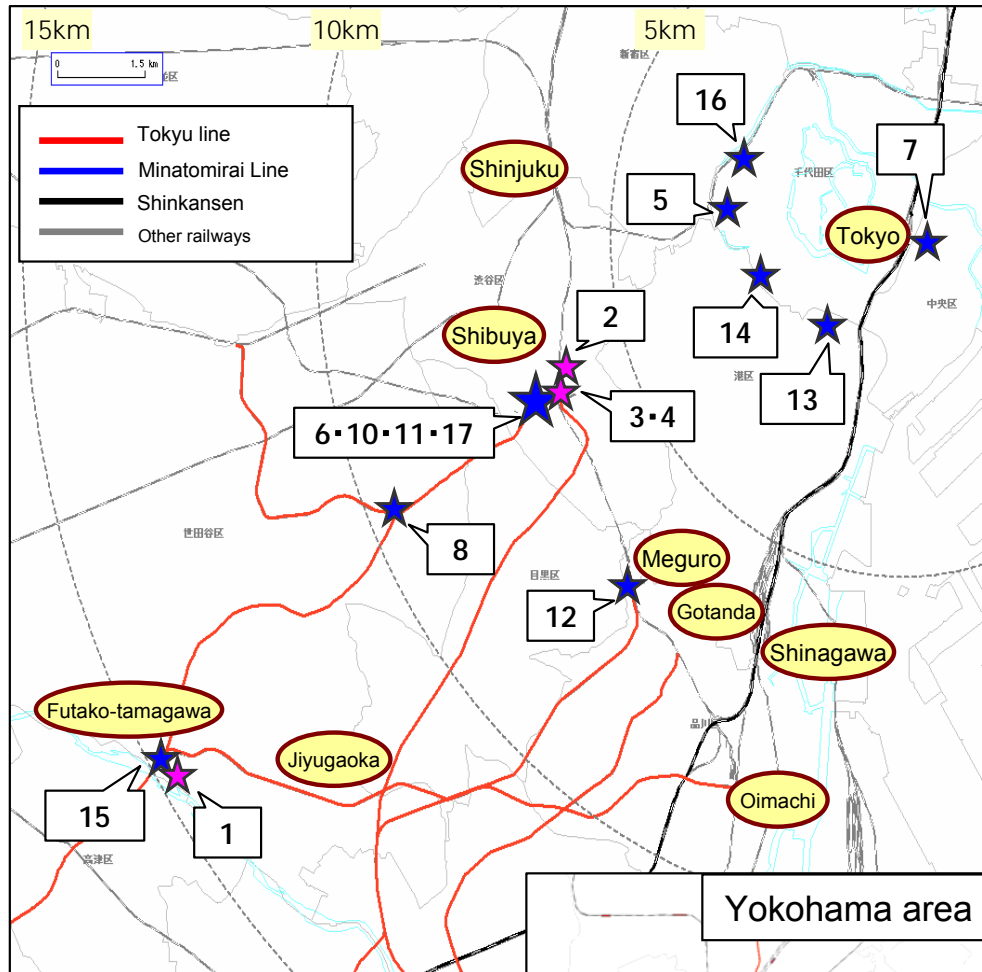 15km
10km
5km
0 1.5 km
並区
新宿区
Tokyu line
Minatomirai Line
Shinkansen
Other railways
16
7
Shinjuku
千代田区
5
Tokyo
渋谷区
中央区
2
14
Shibuya
港区
13
3・4
6・10・11・17
世田谷区
8
Meguro
目黒区
12
Gotanda
Shinagawa
Futako-tamagawa
品川
Jiyugaoka
Oimachi
15
1
高津区
Yokohama area